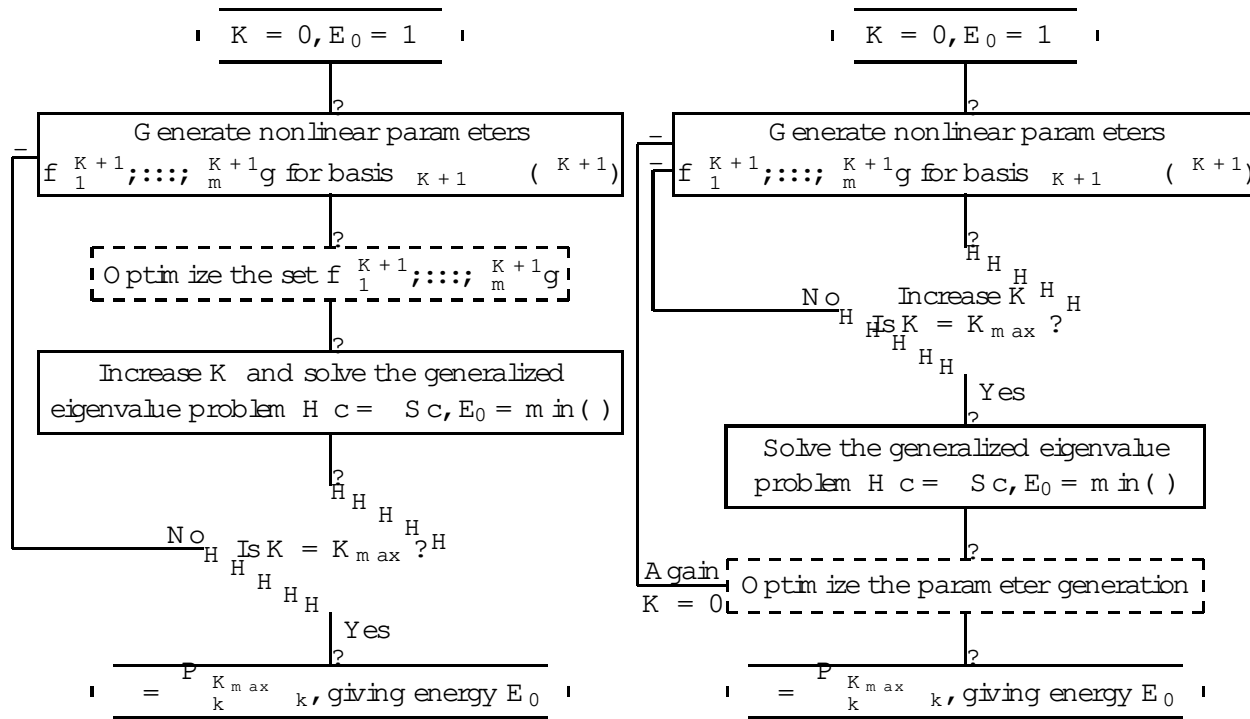 K = 0, E0 = 1
Generate nonlinear parameters
f K+1 1 ;:::; K+1 m g for basis K+1 ( K+1 )
Optimize the set f K+1 1 ;:::; K+1 m g
Increase K and solve the generalized
eigenvalue problem H c = S c, E0 = min( )
No
Is K = Kmax ?
Yes
= P Kmax k k, giving energy E0
K = 0, E0 = 1
Generate nonlinear parameters
f K+1 1 ;:::; K+1 m g for basis K+1 ( K+1 )
No
Increase K
Is K = Kmax ?
Yes
Solve the generalized eigenvalue
problem H c = S c, E0 = min( )
Again
K = 0
Optimize the parameter generation
= P Kmax k k, giving energy E0